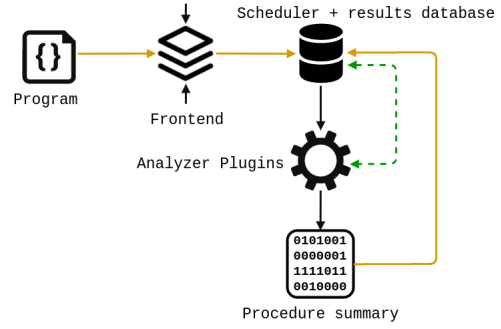 Scheduler + results database
{}
Program
Frontend
Analyzer Plugins
0101001
0000001
1111011
0010000
Procedure summary